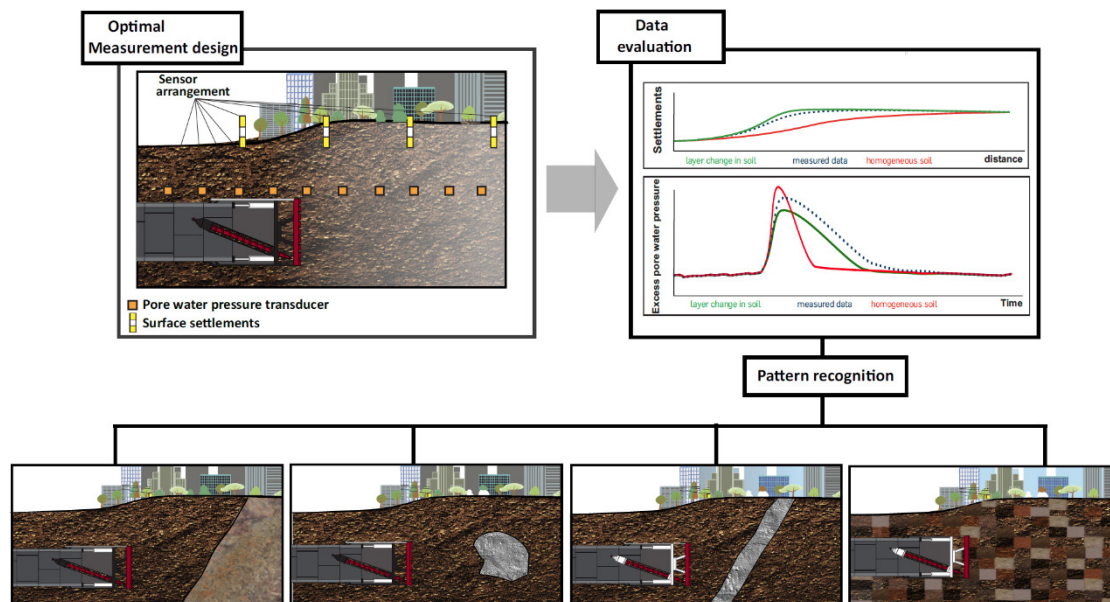 Optimal
Measurement design
Sensor
arrangement
Pore water pressure transducer
Surface settlements
Data
evaluation
Settlements
layer change in soil
measured data
homogeneous soil
distance
Excess pore water pressure
layer change in soil
measured data
homogeneous soil
Time
Pattern recognition